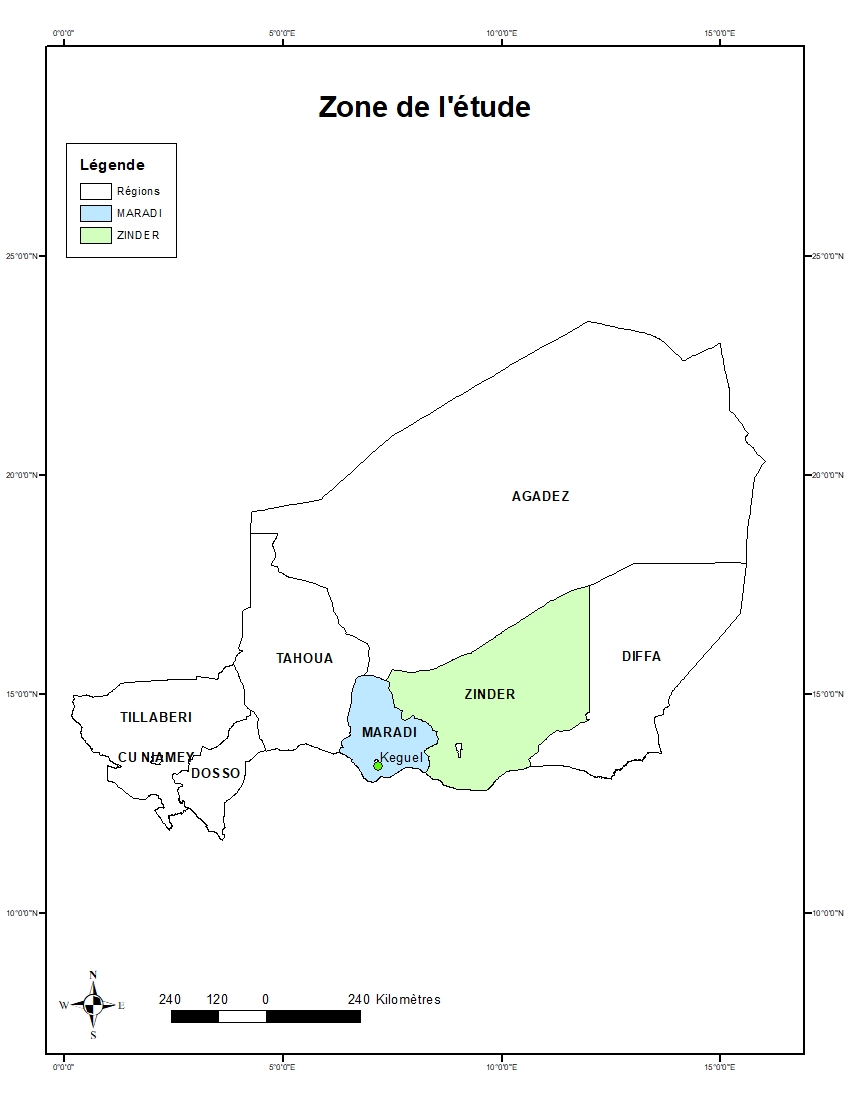 0°0'0" 5°0'0"E 10°0'0"E 15°0'0"E
Zone de l'étude
Légende
Régions
MARADI
ZINDER
25°0'0"N 25°0'0"N
20°0'0"N 20°0'0"N
AGADEZ
TAHOUA
DIFFA
15°0'0"N 15°0'0"N
ZINDER
TILLABERI
MARADI
CU NIAMEY
Keguel
DOSSO
10°0'0"N 10°0'0"N
N
W E
S
240 120 0 240 Kilomètres
0°0'0" 5°0'0"E 10°0'0"E 15°0'0"E